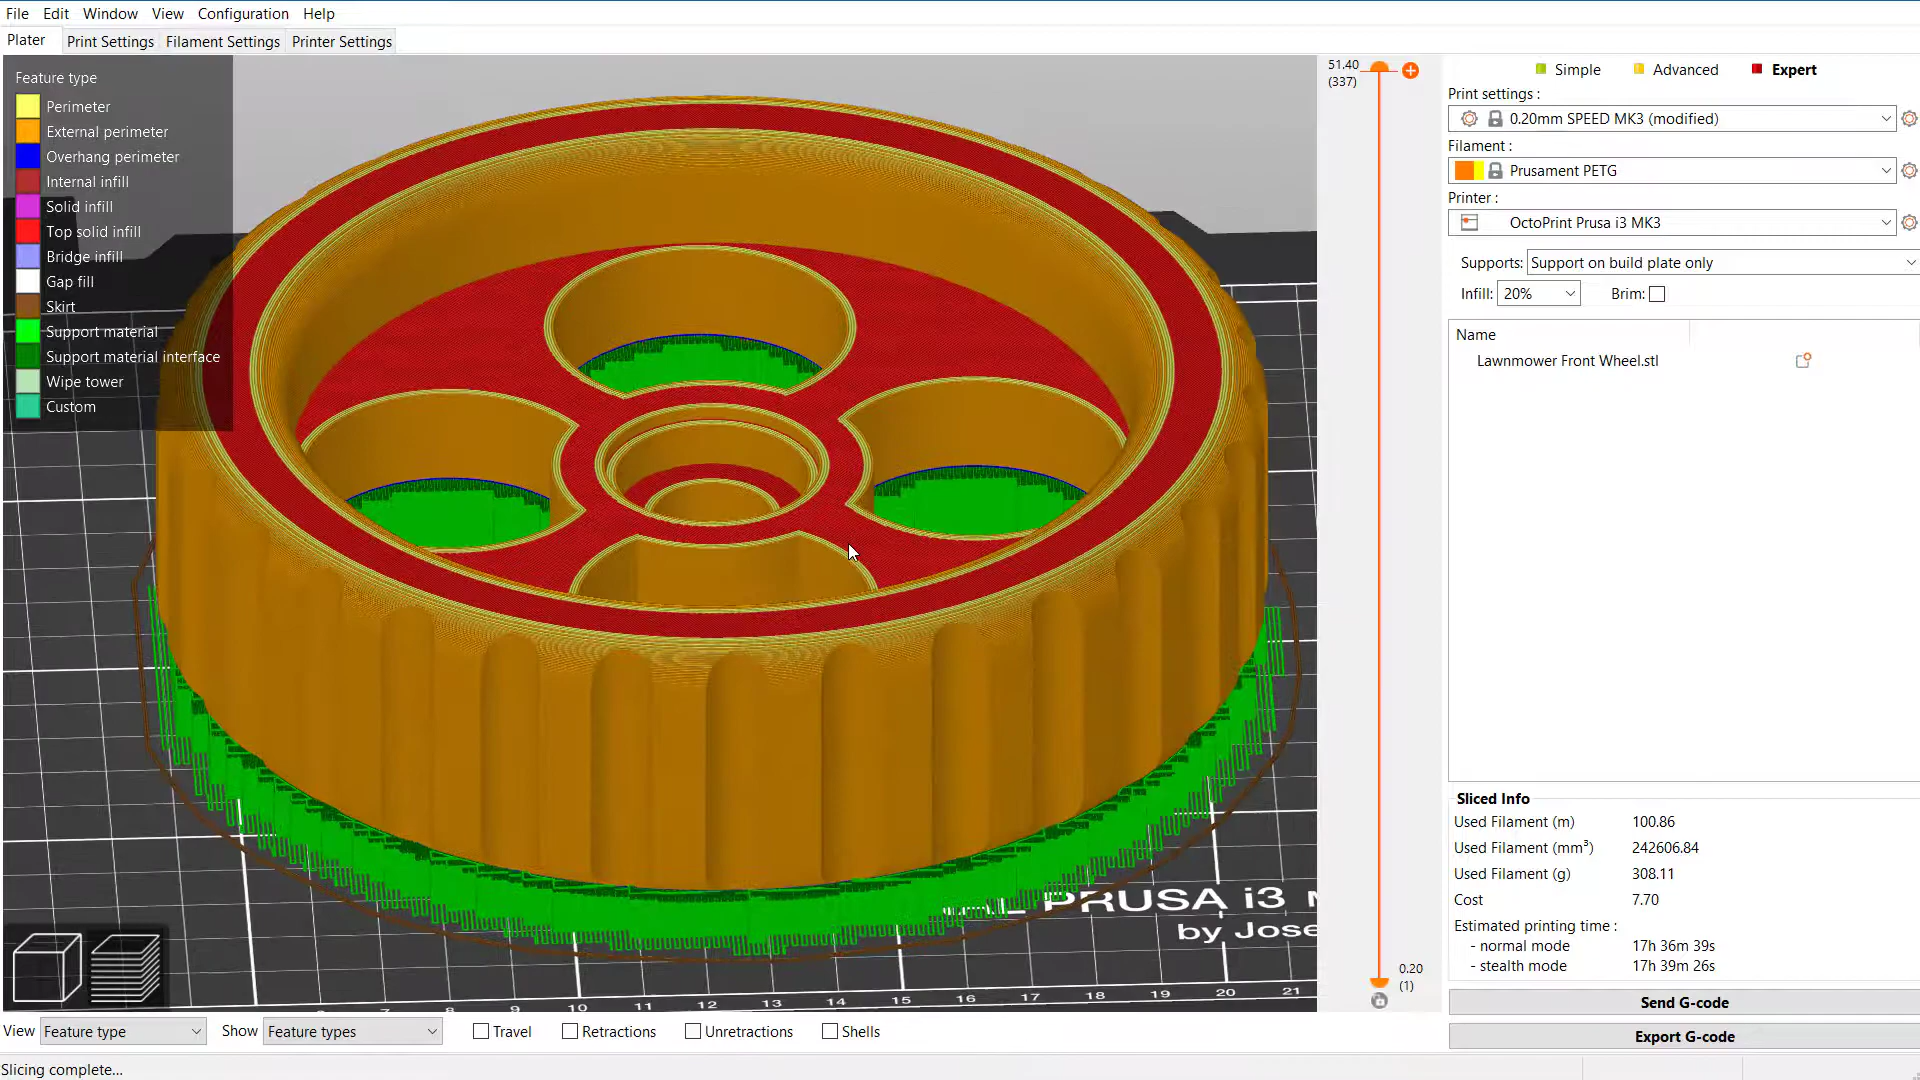 File Edit Window View Configuration Help
Plater Print Settings Filament Settings Printer Settings
Feature type
Perimeter
External perimeter
Overhang perimeter
Internal infill
Solid infill
Top solid infill
Bridge infill
Gap fill
Skirt
Support material
Support material interface
Wipe tower
Custom
51.40
(337)
0.20
(1)
PRUSA i3
by Jose
7 8 9 10 11 12 13 14 15 16 17 18 19 20 21
Simple Advanced Expert
Print settings :
0.20mm SPEED MK3 (modified)
Filament :
Prusament PETG
Printer :
OctoPrint Prusa i3 MK3
Supports: Support on build plate only
Infill: 20% Brim:
Name
Lawnmower Front Wheel.stl
Sliced Info
Used Filament (m) 100.86
Used Filament (mm³) 242606.84
Used Filament (g) 308.11
Cost 7.70
Estimated printing time :
- normal mode 17h 36m 39s
- stealth mode 17h 39m 26s
Send G-code
Export G-code
View Feature type Show Feature types Travel Retractions Unretractions Shells
Slicing complete...